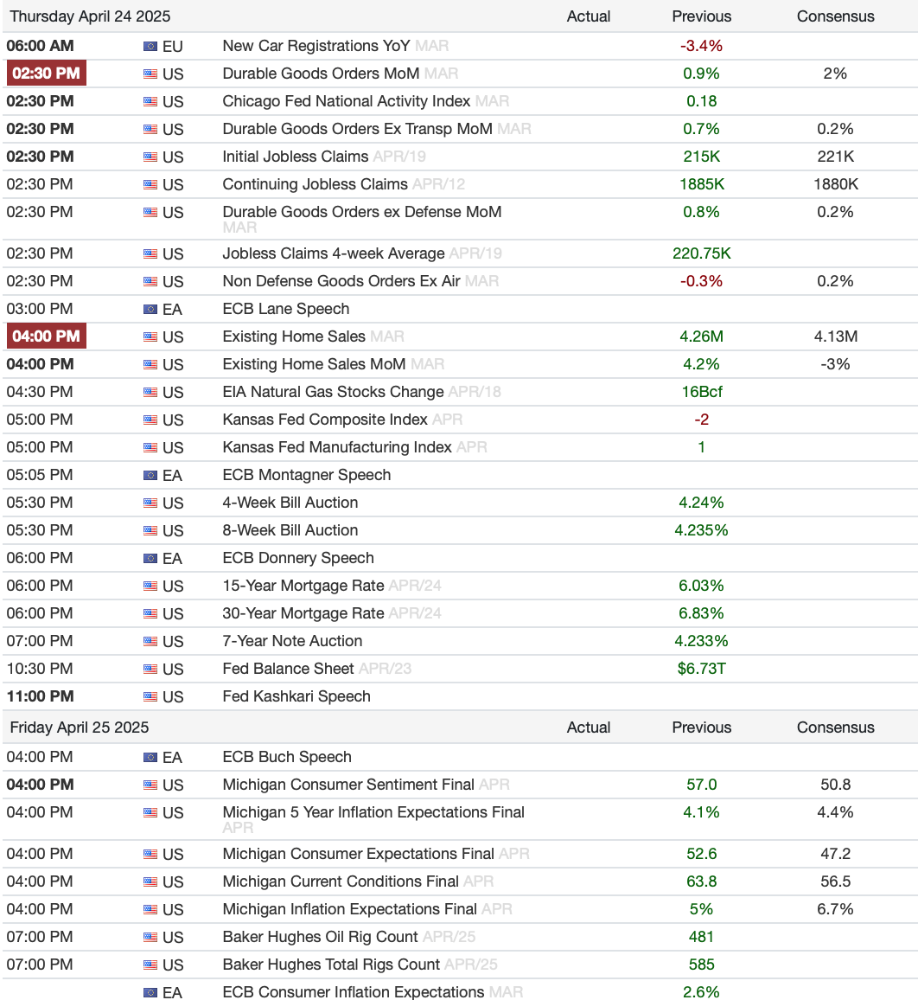 Thursday April 24 2025 Actual Previous Consensus
06:00 AM EU New Car Registrations YoY MAR -3.4%
02:30 PM US Durable Goods Orders MoM MAR 0.9% 2%
02:30 PM US Chicago Fed National Activity Index MAR 0.18
02:30 PM US Durable Goods Orders Ex Transp MoM MAR 0.7% 0.2%
02:30 PM US Initial Jobless Claims APR/19 215K 221K
02:30 PM US Continuing Jobless Claims APR/12 1885K 1880K
02:30 PM US Durable Goods Orders ex Defense MoM 0.8% 0.2%
MAR
02:30 PM US Jobless Claims 4-week Average APR/19 220.75K
02:30 PM US Non Defense Goods Orders Ex Air MAR -0.3% 0.2%
03:00 PM EA ECB Lane Speech
04:00 PM US Existing Home Sales MAR 4.26M 4.13M
04:00 PM US Existing Home Sales MoM MAR 4.2% -3%
04:30 PM US EIA Natural Gas Stocks Change APR/18 16Bcf
05:00 PM US Kansas Fed Composite Index APR -2
05:00 PM US Kansas Fed Manufacturing Index APR 1
05:05 PM EA ECB Montagner Speech
05:30 PM US 4-Week Bill Auction 4.24%
05:30 PM US 8-Week Bill Auction 4.235%
06:00 PM EA ECB Donnery Speech
06:00 PM US 15-Year Mortgage Rate APR/24 6.03%
06:00 PM US 30-Year Mortgage Rate APR/24 6.83%
07:00 PM US 7-Year Note Auction 4.233%
10:30 PM US Fed Balance Sheet APR/23 $6.73T
11:00 PM US Fed Kashkari Speech
Friday April 25 2025 Actual Previous Consensus
04:00 PM EA ECB Buch Speech
04:00 PM US Michigan Consumer Sentiment Final APR 57.0 50.8
04:00 PM US Michigan 5 Year Inflation Expectations Final 4.1% 4.4%
APR
04:00 PM US Michigan Consumer Expectations Final APR 52.6 47.2
04:00 PM US Michigan Current Conditions Final APR 63.8 56.5
04:00 PM US Michigan Inflation Expectations Final APR 5% 6.7%
07:00 PM US Baker Hughes Oil Rig Count APR/25 481
07:00 PM US Baker Hughes Total Rigs Count APR/25 585
EA ECB Consumer Inflation Expectations MAR 2.6%